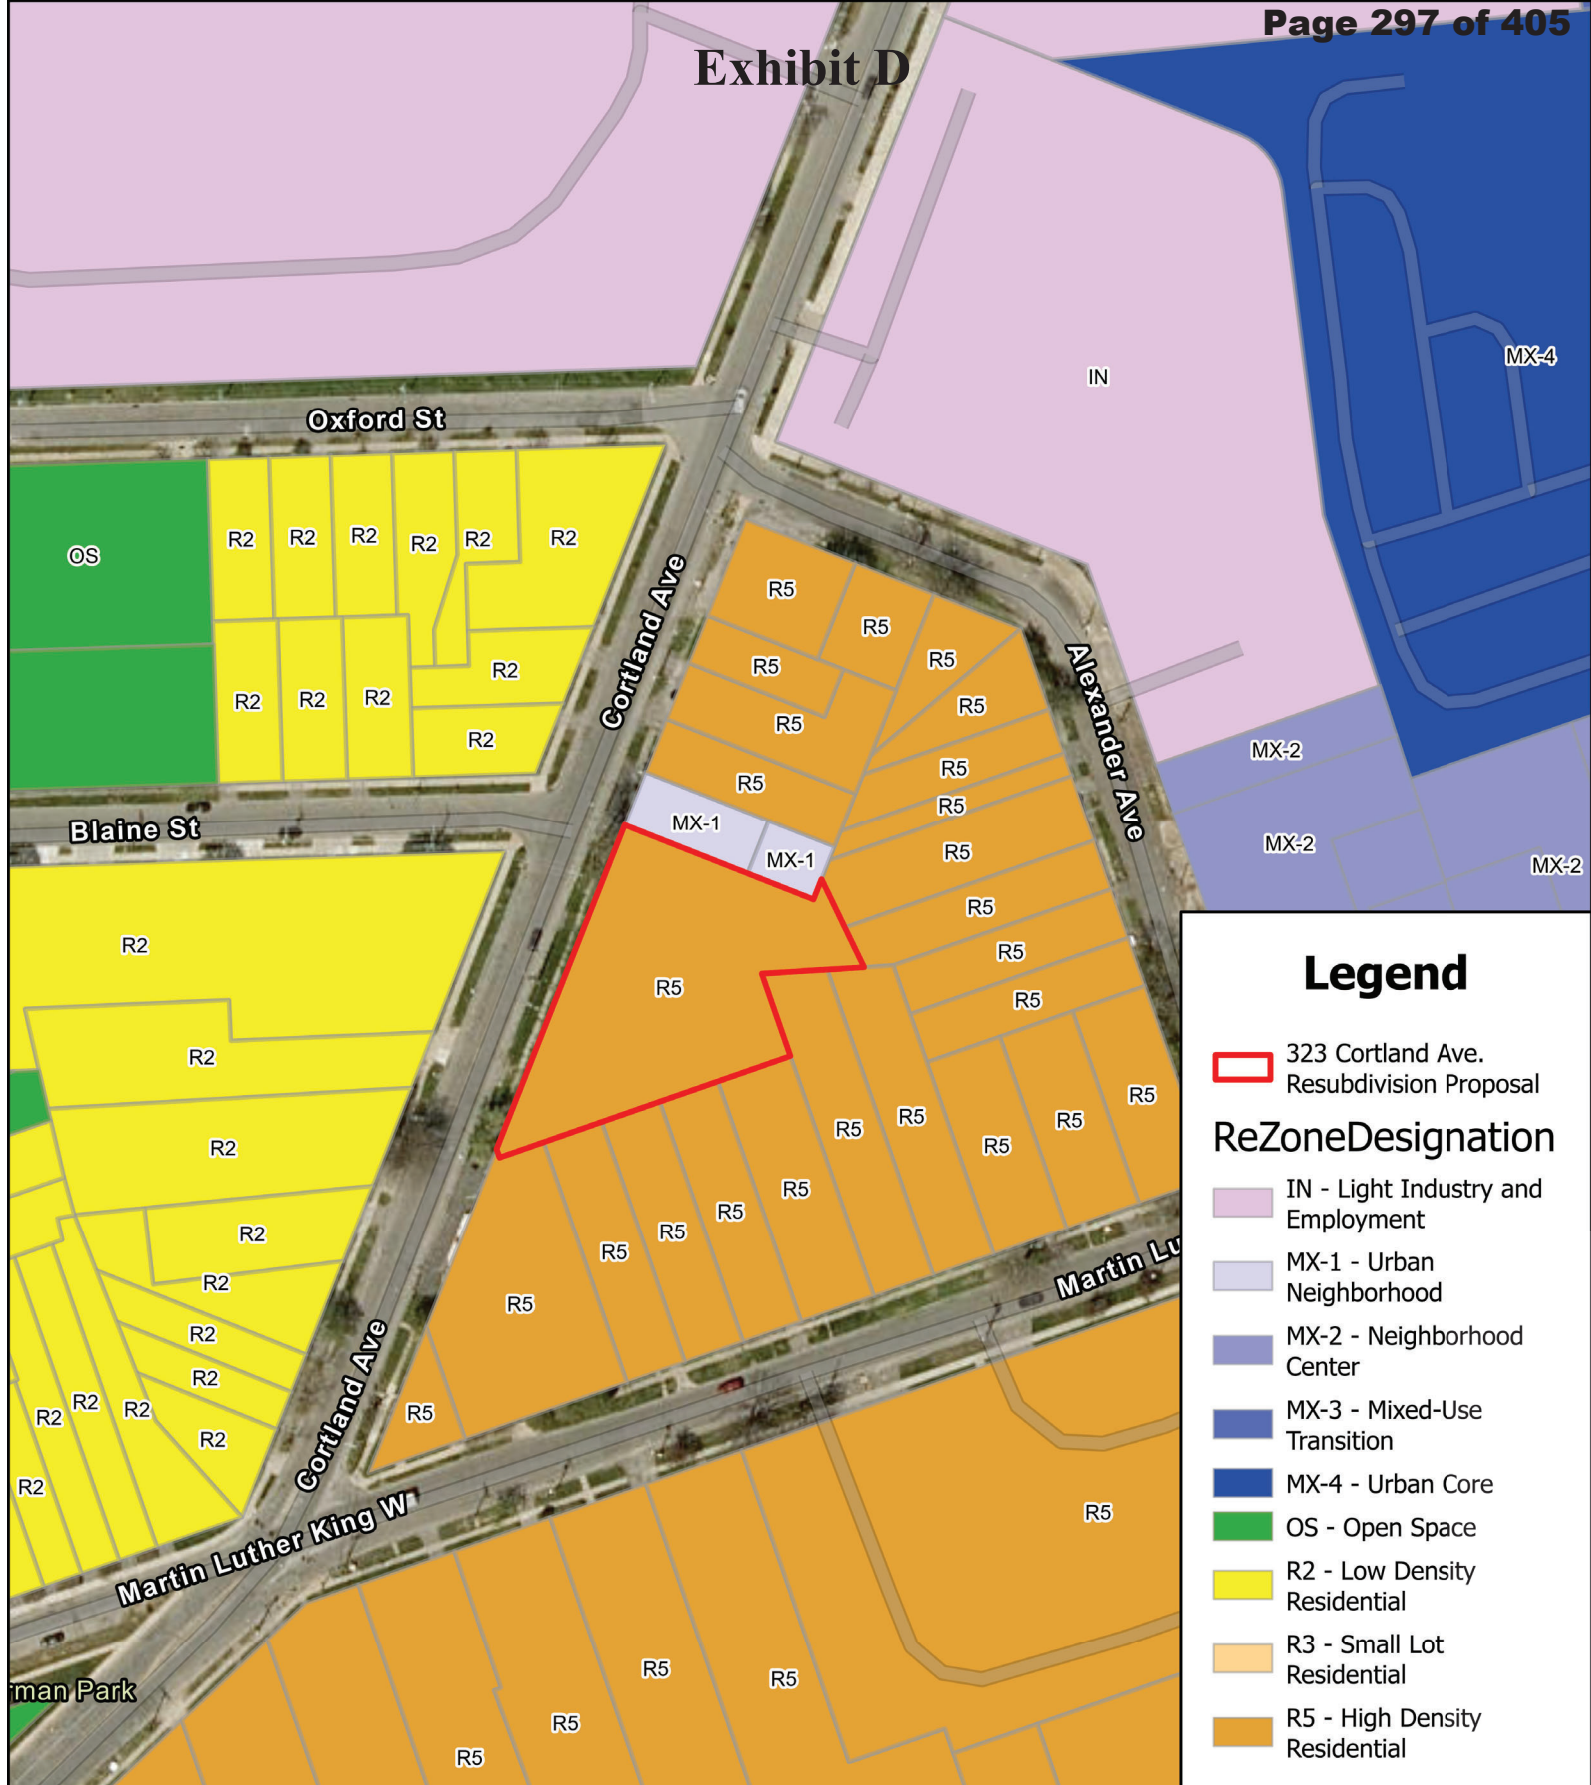 Page 297 of 405
Exhibit D
IN
MX-4
Oxford St
OS
R2
R2
R2
R2
R2
R2
R2
R2
R2
R2
R2
Cortland Ave
R5
R5
R5
R5
R5
R5
R5
R5
R5
R5
R5
R5
R5
R5
Alexander Ave
MX-2
MX-2
MX-2
MX-1
MX-1
Blaine St
R2
R2
R2
R2
R2
R2
R2
R2
R2
R2
R2
R2
R5
R5
R5
R5
R5
R5
R5
R5
R5
R5
R5
R5
Cortland Ave
Martin Luther King W
Martin Lu
R5
R5
R5
R5
R5
rman Park
Legend
323 Cortland Ave.
Resubdivision Proposal
ReZoneDesignation
IN - Light Industry and
Employment
MX-1 - Urban
Neighborhood
MX-2 - Neighborhood
Center
MX-3 - Mixed-Use
Transition
MX-4 - Urban Core
OS - Open Space
R2 - Low Density
Residential
R3 - Small Lot
Residential
R5 - High Density
Residential